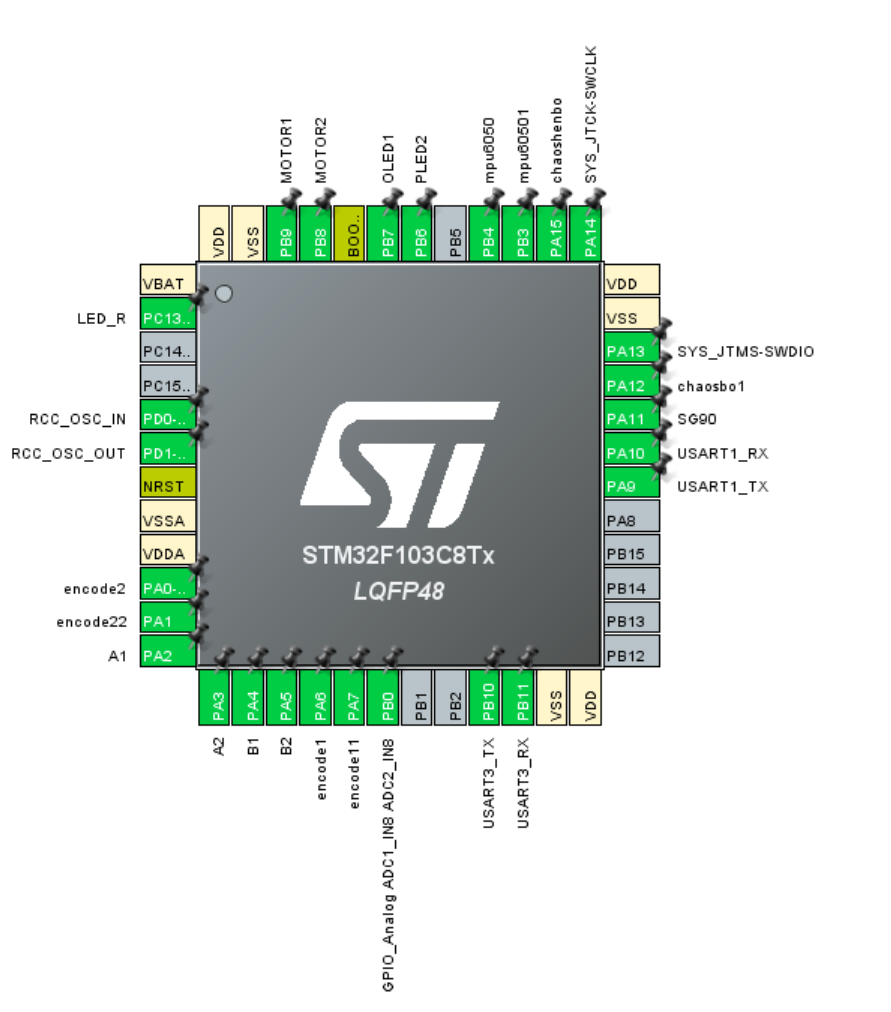 MOTOR1
MOTOR2
OLED1
PLED2
mpu6050
mpu60501
chaoshenbo
SYS_JTCK-SWCLK
VDD
VSS
PB9
PB8
BOO..
PB7
PB6
PB5
PB4
PB3
PA15
PA14
VBAT
LED_R PC13..
PC14..
PC15..
RCC_OSC_IN PD0-..
RCC_OSC_OUT PD1-..
NRST
VSSA
VDDA
encode2 PA0-..
encode22 PA1
A1 PA2
ST
STM32F103C8Tx
LQFP48
VDD
VSS
PA13 SYS_JTMS-SWDIO
PA12 chaosbo1
PA11 SG90
PA10 USART1_RX
PA9 USART1_TX
PA8
PB15
PB14
PB13
PB12
PA3
PA4
PA5
PA6
PA7
PB0
PB1
PB2
PB10
PB11
VSS
VDD
A2
B1
B2
encode1
encode11
GPIO_Analog ADC1_IN8 ADC2_IN8
USART3_TX
USART3_RX